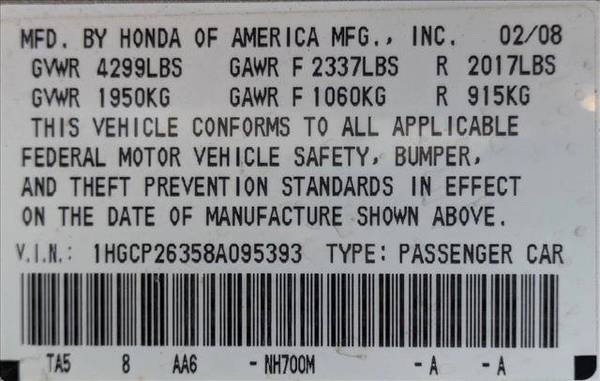 MFD. BY HONDA OF AMERICA MFG., INC. 02/08
GVWR 4299LBS GAWR F 2337LBS R 2017LBS
GVWR 1950KG GAWR F 1060KG R 915KG
THIS VEHICLE CONFORMS TO ALL APPLICABLE
FEDERAL MOTOR VEHICLE SAFETY, BUMPER,
AND THEFT PREVENTION STANDARDS IN EFFECT
ON THE DATE OF MANUFACTURE SHOWN ABOVE.
V.I.N.: 1HGCP26358A095393 TYPE: PASSENGER CAR
TA5 8 AA6 - NH700M - A - A